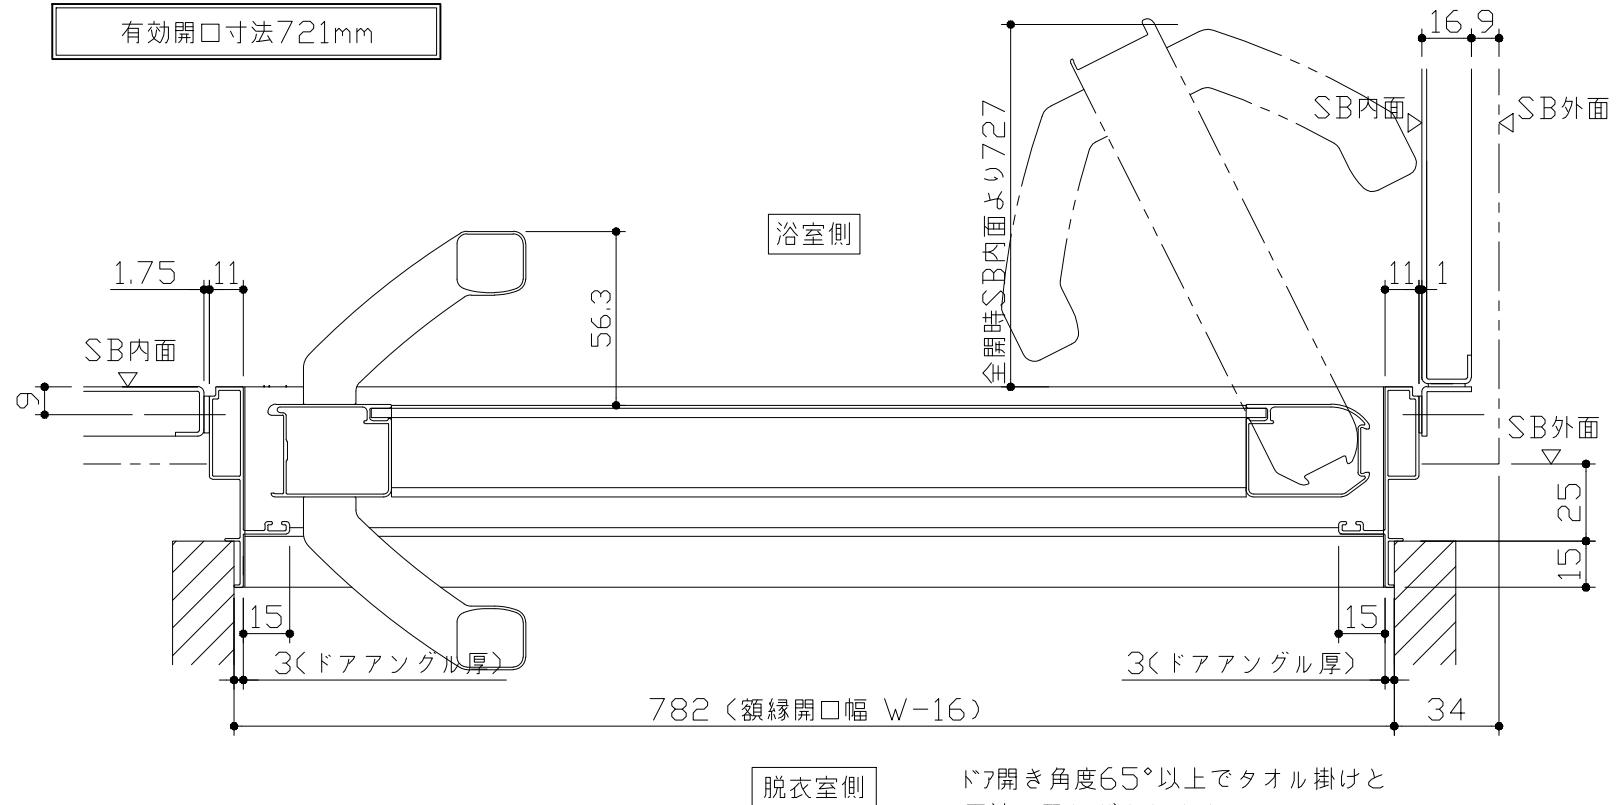 有効開口寸法721mm
16 9
SB内面
SB外面
全開時SB内面より727
浴室側
1.75 11
56.3
11 1
SB内面
9
SB外面
25
15
15
15
3(ドアアングル厚)
3(ドアアングル厚)
782 (額縁開口幅 W-16)
34
脱衣室側
ドア開き角度65°以上でタオル掛けと